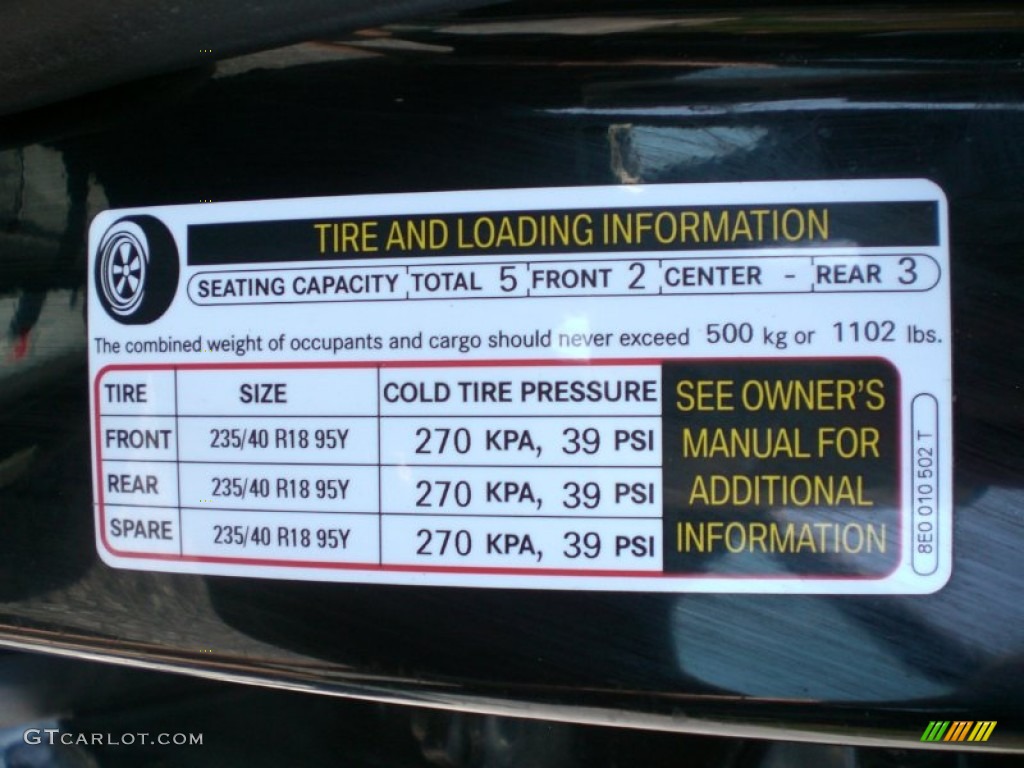 TIRE AND LOADING INFORMATION
SEATING CAPACITY TOTAL 5 FRONT 2 CENTER - REAR 3
The combined weight of occupants and cargo should never exceed 500 kg or 1102 lbs.
TIRE SIZE COLD TIRE PRESSURE
FRONT 235/40 R18 95Y 270 KPA, 39 PSI
REAR 235/40 R18 95Y 270 KPA, 39 PSI
SPARE 235/40 R18 95Y 270 KPA, 39 PSI
SEE OWNER'S
MANUAL FOR
ADDITIONAL
INFORMATION
8E0 010 502 T
GTCARLOT.COM